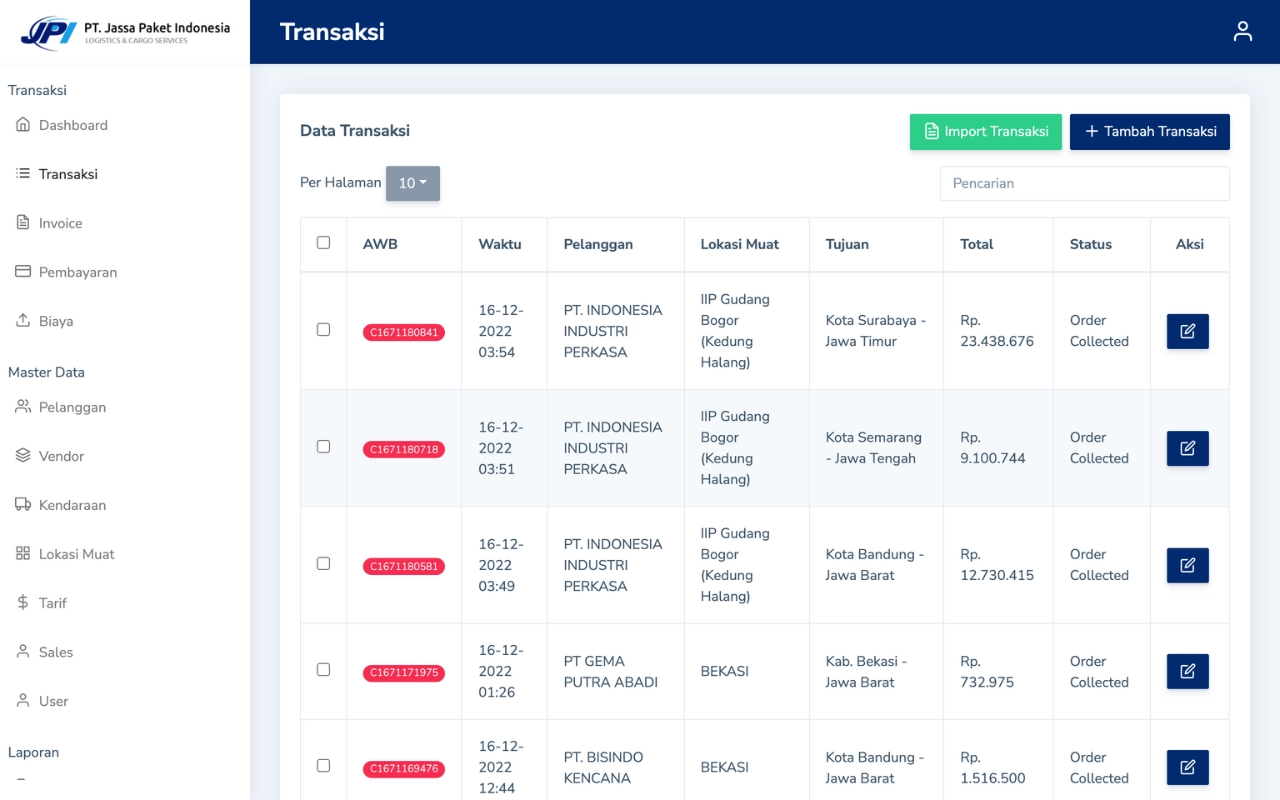 JPI PT. Jassa Paket Indonesia
LOGISTICS & CARGO SERVICES
Transaksi
Transaksi
Dashboard
Transaksi
Invoice
Pembayaran
Biaya
Master Data
Pelanggan
Vendor
Kendaraan
Lokasi Muat
Tarif
Sales
User
Laporan
Data Transaksi
Import Transaksi
Tambah Transaksi
Per Halaman 10
Pencarian
AWB Waktu Pelanggan Lokasi Muat Tujuan Total Status Aksi
C1671180841
16-12-
2022
03:54
PT. INDONESIA
INDUSTRI
PERKASA
IIP Gudang
Bogor
(Kedung
Halang)
Kota Surabaya -
Jawa Timur
Rp.
23.438.676
Order
Collected
C1671180718
16-12-
2022
03:51
PT. INDONESIA
INDUSTRI
PERKASA
IIP Gudang
Bogor
(Kedung
Halang)
Kota Semarang
- Jawa Tengah
Rp.
9.100.744
Order
Collected
C1671180581
16-12-
2022
03:49
PT. INDONESIA
INDUSTRI
PERKASA
IIP Gudang
Bogor
(Kedung
Halang)
Kota Bandung -
Jawa Barat
Rp.
12.730.415
Order
Collected
C1671171975
16-12-
2022
01:26
PT GEMA
PUTRA ABADI
BEKASI
Kab. Bekasi -
Jawa Barat
Rp.
732.975
Order
Collected
C1671169476
16-12-
2022
12:44
PT. BISINDO
KENCANA
BEKASI
Kota Bandung -
Jawa Barat
Rp.
1.516.500
Order
Collected